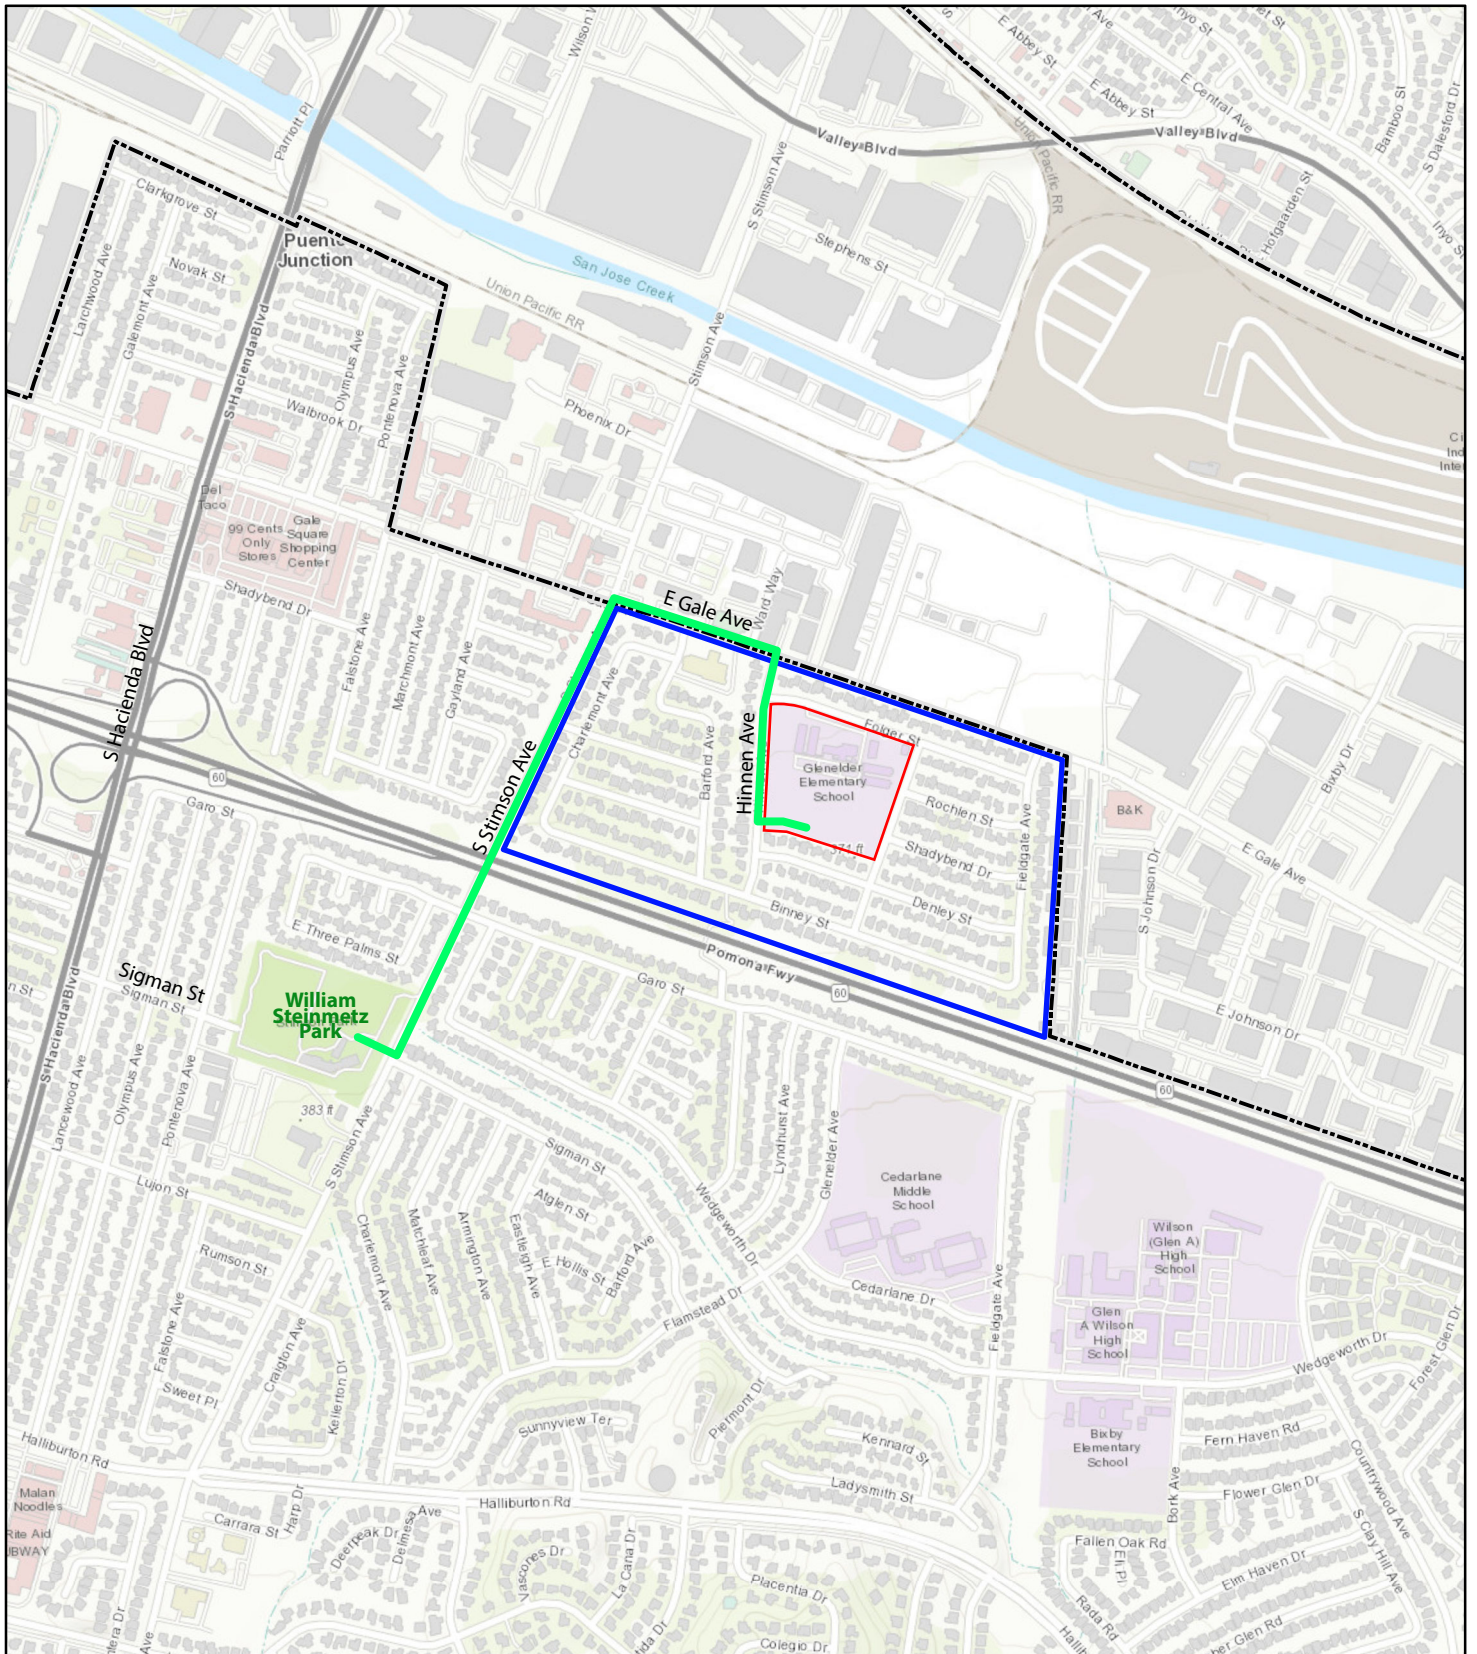 Wilson
Inyo St
E Abbey St
E Central Ave
E Abbey St
Bamboo St
S Dalesford Dr
Parriott Pl
Valley Blvd
Valley Blvd
Union Pacific RR
S Stimson Ave
Hofgaarden St
Clarkgrove St
Puente
Junction
Stephens St
Novak St
Larchwood Ave
Galemont Ave
San Jose Creek
Union Pacific RR
S Hacienda Blvd
Olympus Ave
Pontenova Ave
Stimson Ave
Walbrook Dr
Phoenix Dr
Del
Taco
99 Cents
Only
Stores
Gale
Square
Shopping
Center
Shadybend Dr
Ward Way
E Gale Ave
S Hacienda Blvd
Falstone Ave
Marchmont Ave
Gayland Ave
Charlemont Ave
Barford Ave
Hinnen Ave
Folger St
Glenelder
Elementary
School
Rochlen St
Bixby Dr
B&K
60
Garo St
S Stimson Ave
371 ft
Shadybend Dr
Fieldgate Ave
E Gale Ave
S Johnson Dr
Denley St
Binney St
E Three Palms St
Pomona Fwy
Garo St
60
Sigman St
Sigman St
William
Steinmetz
Park
E Johnson Dr
S Hacienda Blvd
60
Lancewood Ave
Olympus Ave
Pontenova Ave
383 ft
S Stimson Ave
Sigman St
Lyndhurst Ave
Glenelder Ave
Cedarlane
Middle
School
Lujon St
Alglen St
Wedgeworth Dr
Wilson
(Glen A)
High
School
Rumson St
Charlemont Ave
Matchleaf Ave
Armington Ave
Eastleigh Ave
E Hollis St
Barford Ave
Flamstead Dr
Cedarlane Dr
Fieldgate Ave
Glen
A Wilson
High
School
Falstone Ave
Craigton Ave
Kellerton Dr
Sweet Pl
Wedgeworth Dr
Forest Glen Dr
Piermont Dr
Sunnyview Ter
Kennard St
Bixby
Elementary
School
Fern Haven Rd
Halliburton Rd
Ladysmith St
Flower Glen Dr
Countrywood Ave
Malan
Noodles
Harp Dr
Halliburton Rd
Bork Ave
Carrara St
Deerpeak Dr
Delmesa Ave
S Clay Hill Ave
Rite Aid
Fallen Oak Rd
Vascones Dr
La Cana Dr
Elm Haven Dr
Placentia Dr
Rada Rd
Colegio Dr